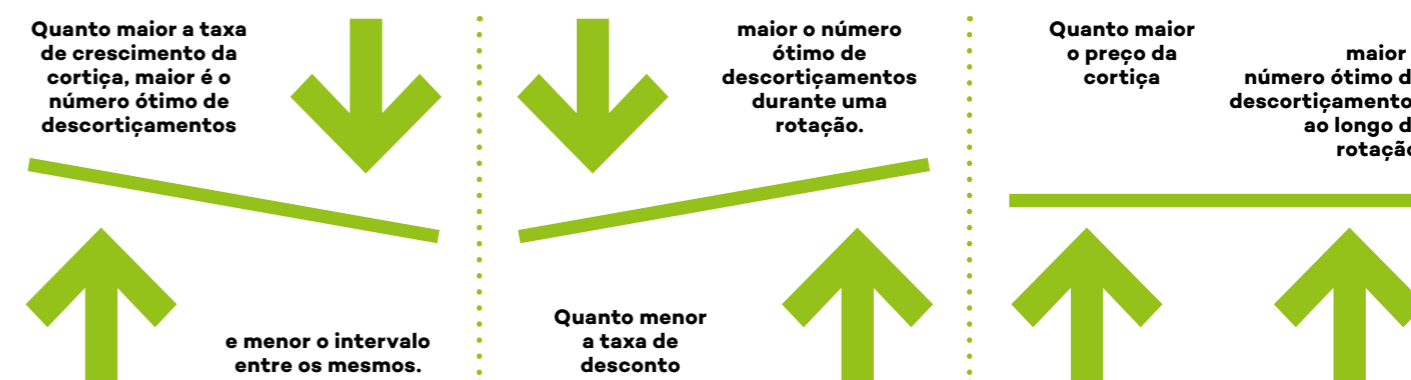 Quanto maior a taxa
de crescimento da
cortiça, maior é o
número ótimo de
descortiçamentos
e menor o intervalo
entre os mesmos.
Quanto menor
a taxa de
desconto
maior o número
ótimo de
descortiçamentos
durante uma
rotação.
Quanto maior
o preço da
cortiça
maior
número ótimo
ao longo